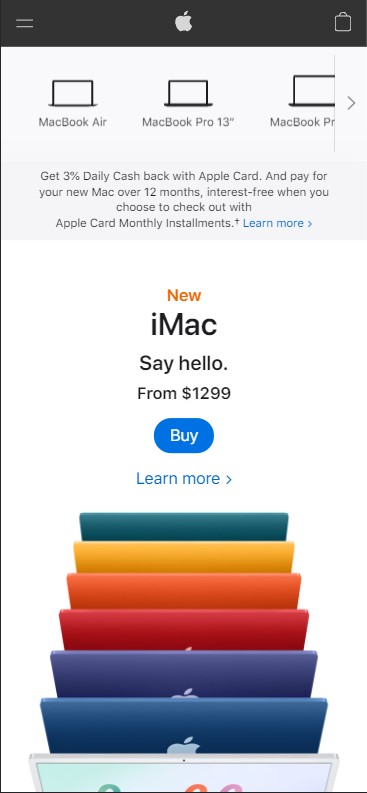 MacBook Air
MacBook Pro 13"
MacBook Pr
Get 3% Daily Cash back with Apple Card. And pay for
your new Mac over 12 months, interest-free when you
choose to check out with
Apple Card Monthly Installments.† Learn more >
New
iMac
Say hello.
From $1299
Buy
Learn more >